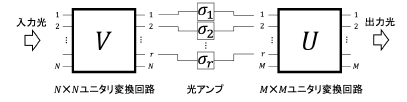 入力光
1 1 σ₁ 1 1
2 2 σ₂ 2 2
⋮ V ⋮ ⋮ ⋮ U ⋮
r σᵣ r
N N M M
出力光
N×Nユニタリ変換回路 光アンプ M×Mユニタリ変換回路